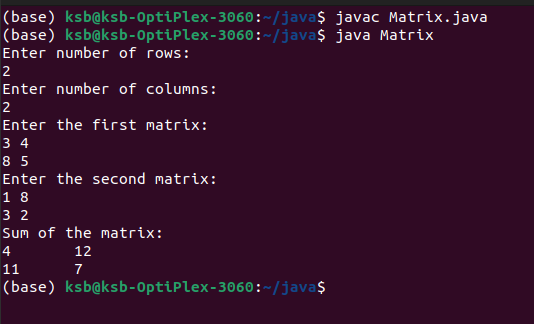 (base) ksb@ksb-OptiPlex-3060:~/java$ javac Matrix.java
(base) ksb@ksb-OptiPlex-3060:~/java$ java Matrix
Enter number of rows:
2
Enter number of columns:
2
Enter the first matrix:
3 4
8 5
Enter the second matrix:
1 8
3 2
Sum of the matrix:
4       12
11      7
(base) ksb@ksb-OptiPlex-3060:~/java$